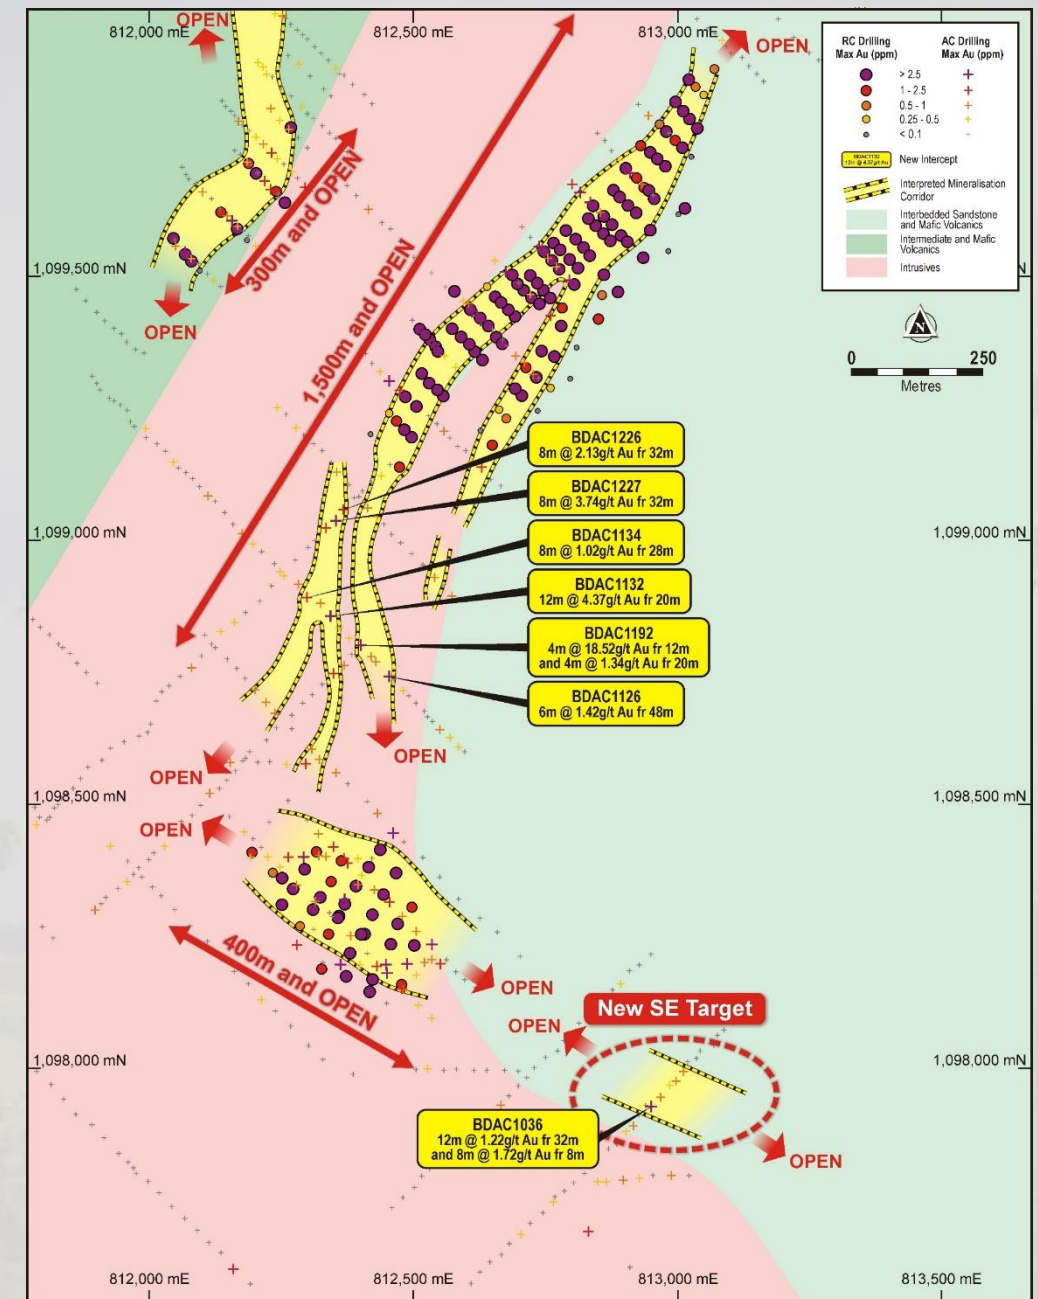 812,000 mE
812,500 mE
813,000 mE
OPEN
OPEN
RC Drilling
Max Au (ppm)
AC Drilling
Max Au (ppm)
> 2.5
1 - 2.5
0.5 - 1
0.25 - 0.5
< 0.1
BDAC1132
12m @ 4.37g/t Au
New Intercept
Interpreted Mineralisation
Corridor
Interbedded Sandstone
and Mafic Volcanics
Intermediate and Mafic
Volcanics
Intrusives
1,099,500 mN
N
300m and OPEN
OPEN
1,500m and OPEN
N
0
250
Metres
BDAC1226
8m @ 2.13g/t Au fr 32m
BDAC1227
8m @ 3.74g/t Au fr 32m
1,099,000 mN
1,099,000 mN
BDAC1134
8m @ 1.02g/t Au fr 28m
BDAC1132
12m @ 4.37g/t Au fr 20m
BDAC1192
4m @ 18.52g/t Au fr 12m
and 4m @ 1.34g/t Au fr 20m
BDAC1126
6m @ 1.42g/t Au fr 48m
OPEN
OPEN
1,098,500 mN
1,098,500 mN
OPEN
400m and OPEN
OPEN
New SE Target
OPEN
1,098,000 mN
1,098,000 mN
BDAC1036
12m @ 1.22g/t Au fr 32m
and 8m @ 1.72g/t Au fr 8m
OPEN
812,000 mE
812,500 mE
813,000 mE
813,500 mE